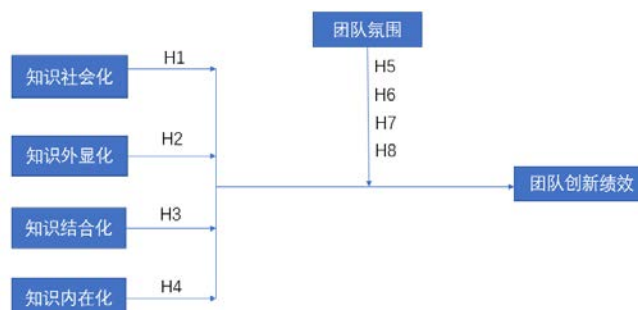 团队氛围
H1
H5
知识社会化
H6
H2
H7
知识外显化
H8
团队创新绩效
H3
知识结合化
H4
知识内在化